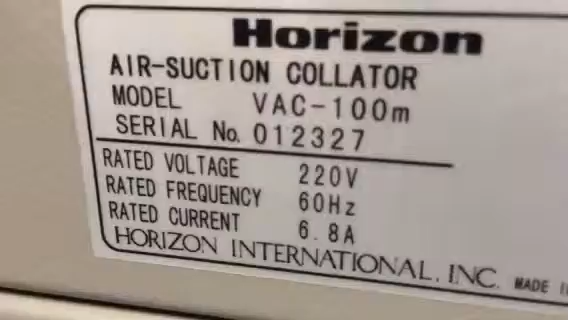 Horizon
AIR-SUCTION COLLATOR
MODEL VAC-100m
SERIAL No. 012327
RATED VOLTAGE 220V
RATED FREQUENCY 60Hz
RATED CURRENT 6.8A
HORIZON INTERNATIONAL, INC. MADE